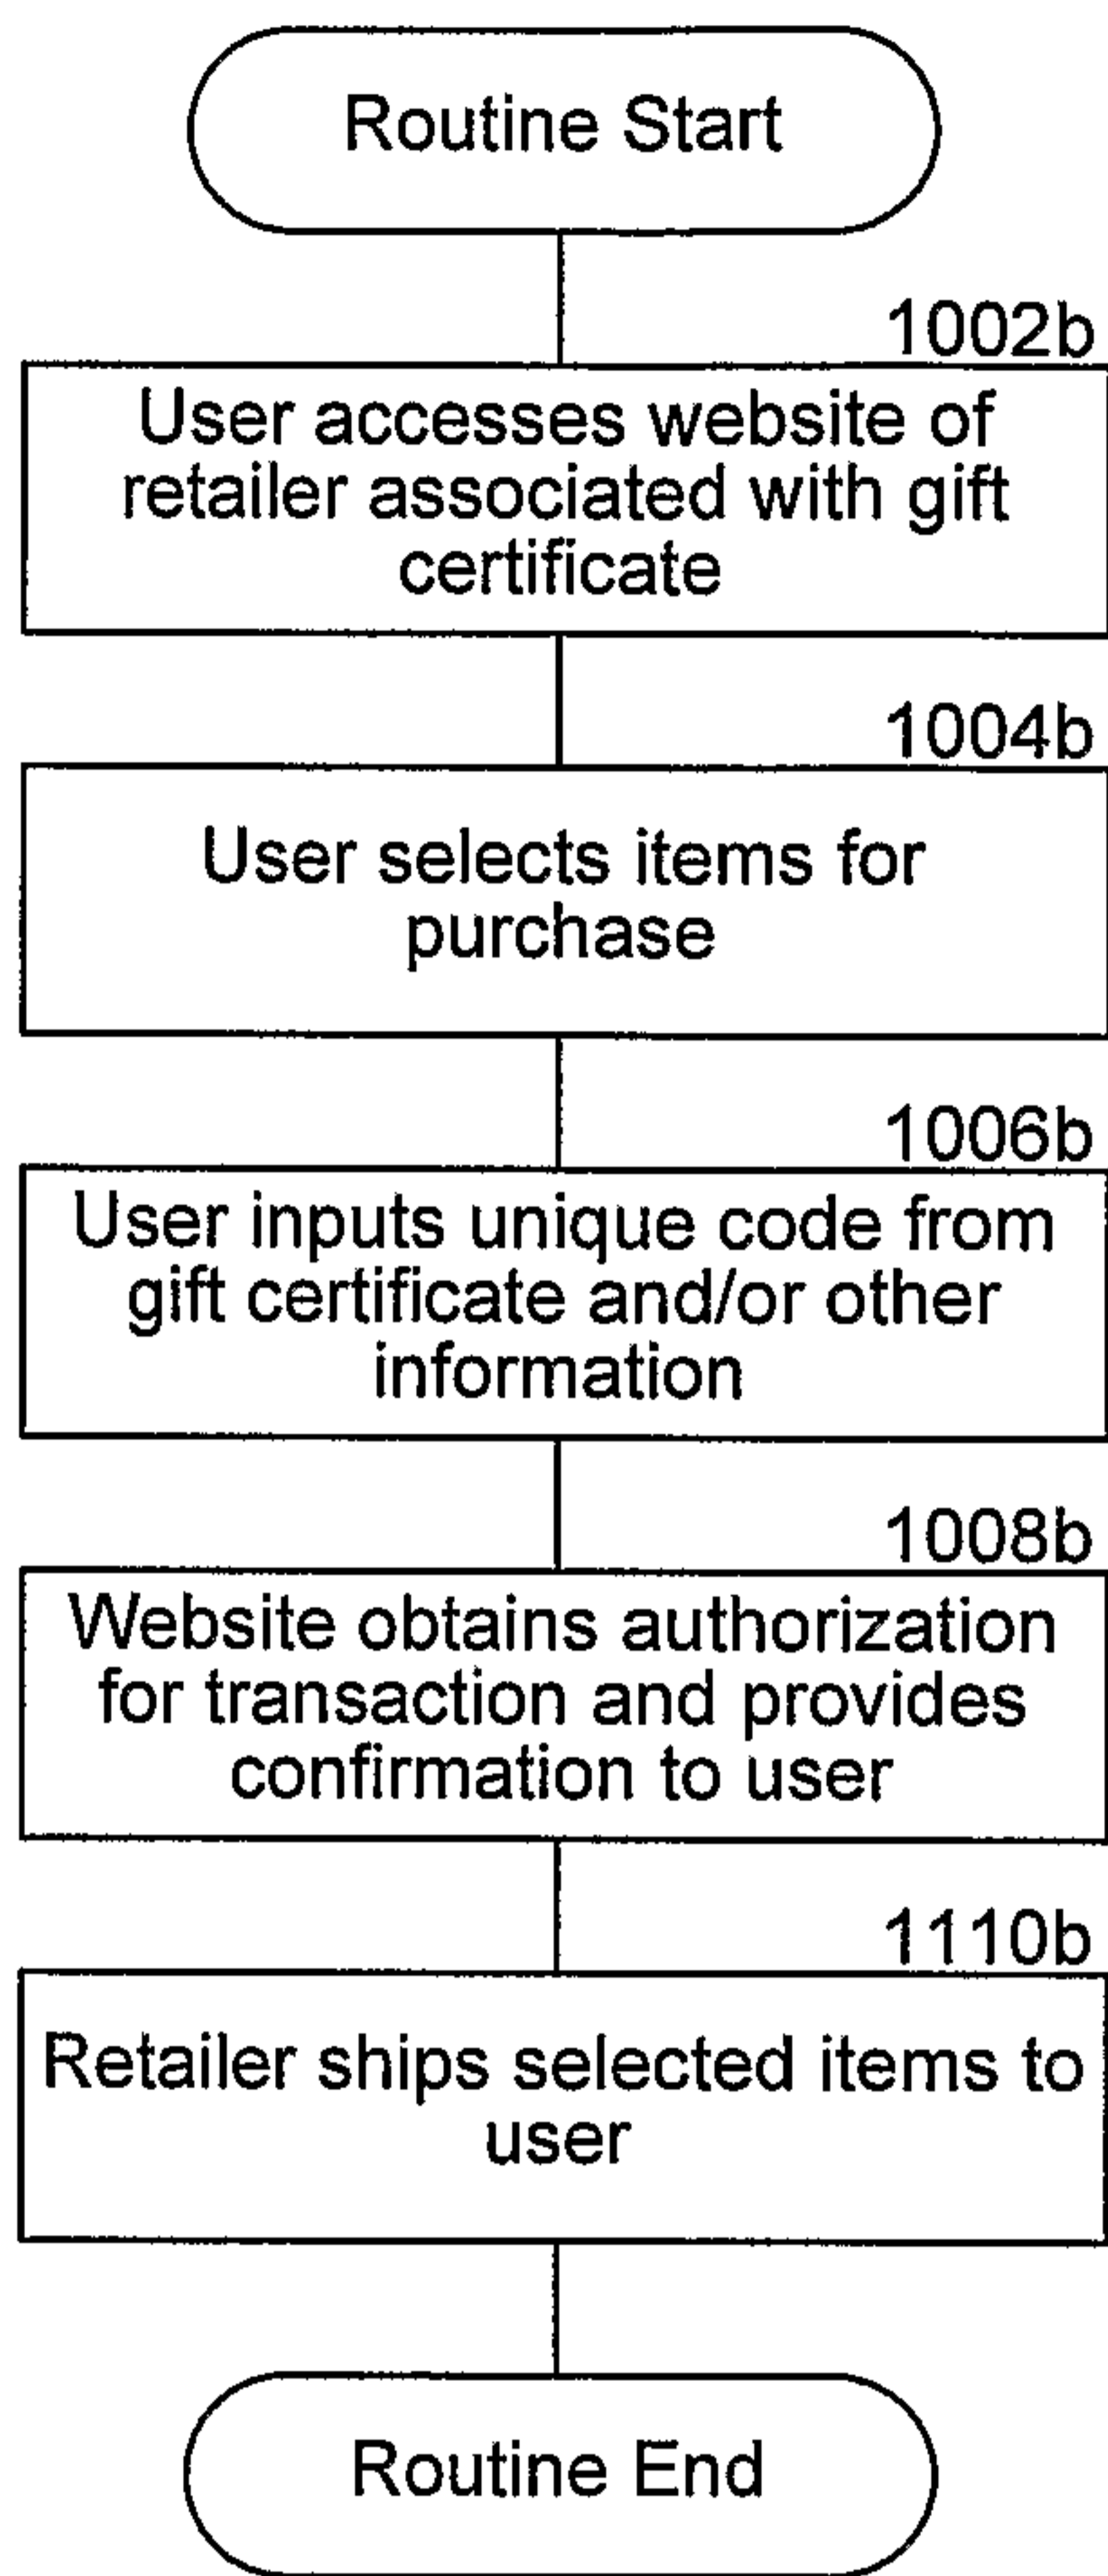 Routine Start
1002b
User accesses website of
retailer associated with gift
certificate
1004b
User selects items for
purchase
1006b
User inputs unique code from
gift certificate and/or other
information
1008b
Website obtains authorization
for transaction and provides
confirmation to user
1110b
Retailer ships selected items to
user
Routine End